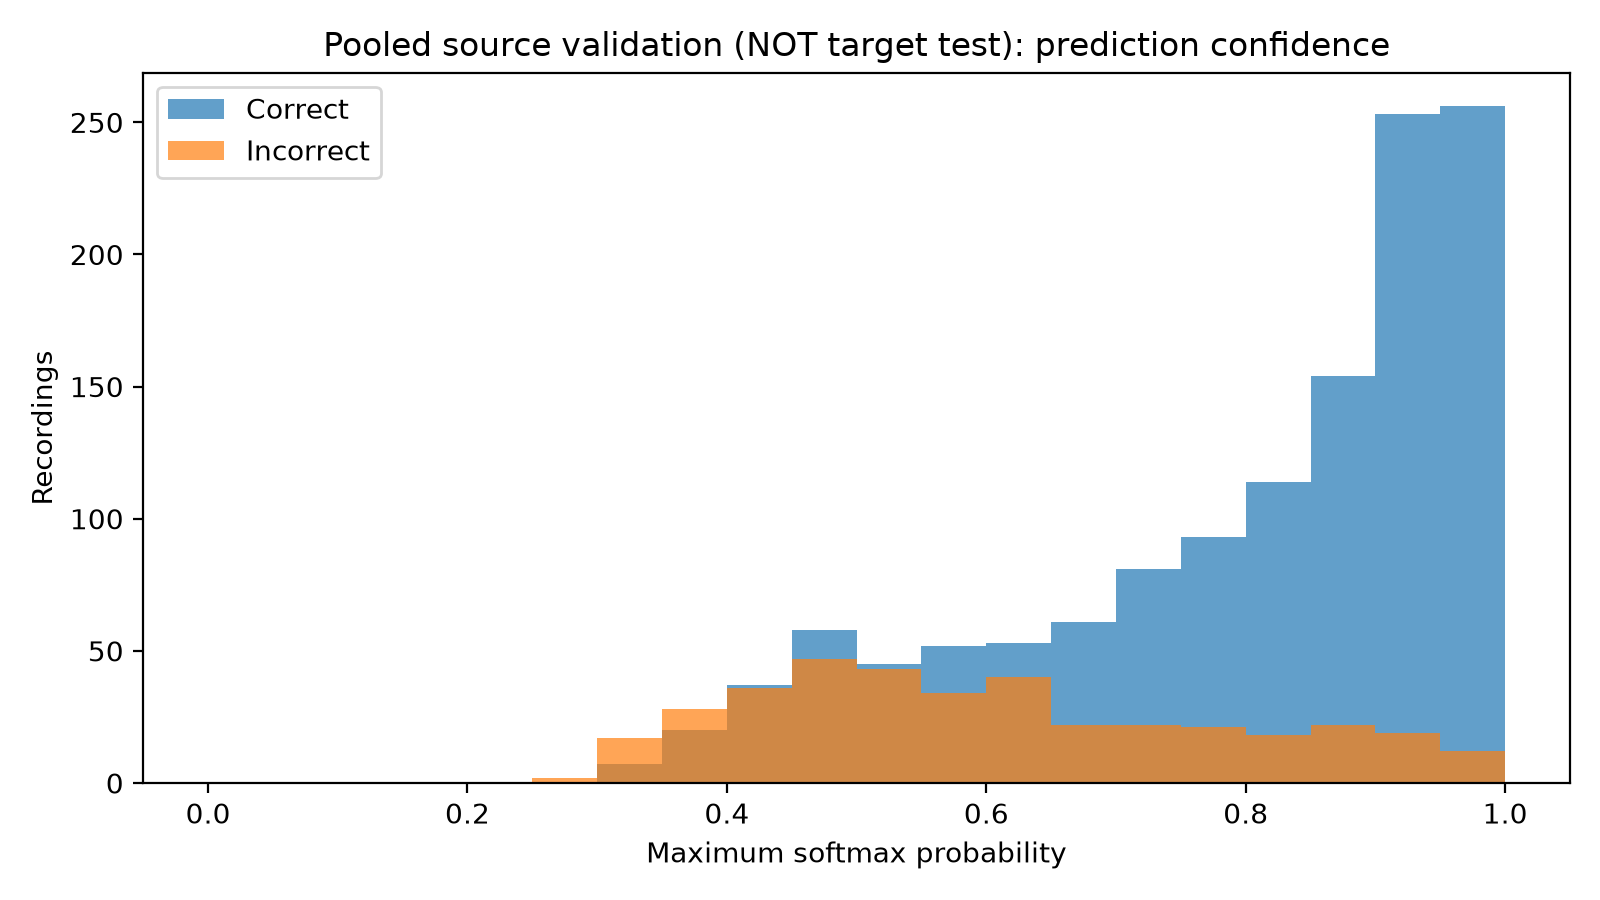 Pooled source validation (NOT target test): prediction confidence
Correct
Incorrect
250
200
150
100
50
0
Recordings
0.0 0.2 0.4 0.6 0.8 1.0
Maximum softmax probability